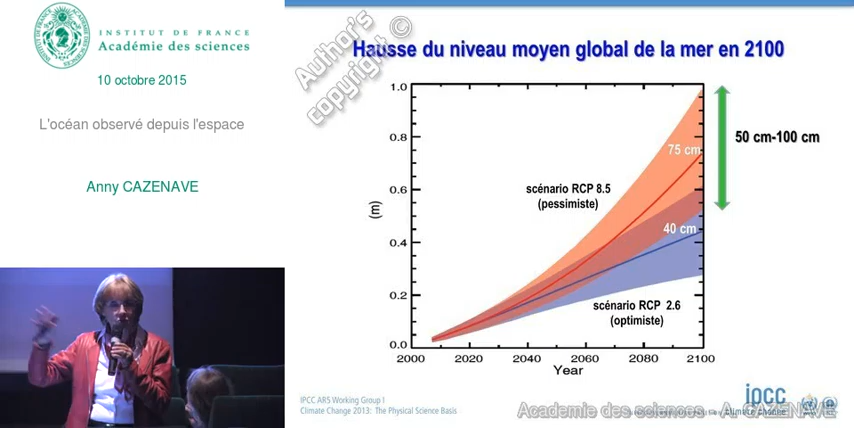 INSTITUT DE FRANCE
Académie des sciences
10 octobre 2015
L'océan observé depuis l'espace
Anny CAZENAVE
Author's
copyright ©
Hausse du niveau moyen global de la mer en 2100
1.0
0.8
0.6
0.4
0.2
0.0
(m)
75 cm
50 cm-100 cm
scénario RCP 8.5
(pessimiste)
40 cm
scénario RCP 2.6
(optimiste)
2000
2020
2040
2060
2080
2100
Year
IPCC AR5 Working Group I
Climate Change 2013: The Physical Science Basis
ipcc
climate change
Academie des sciences - A. CAZENAVE